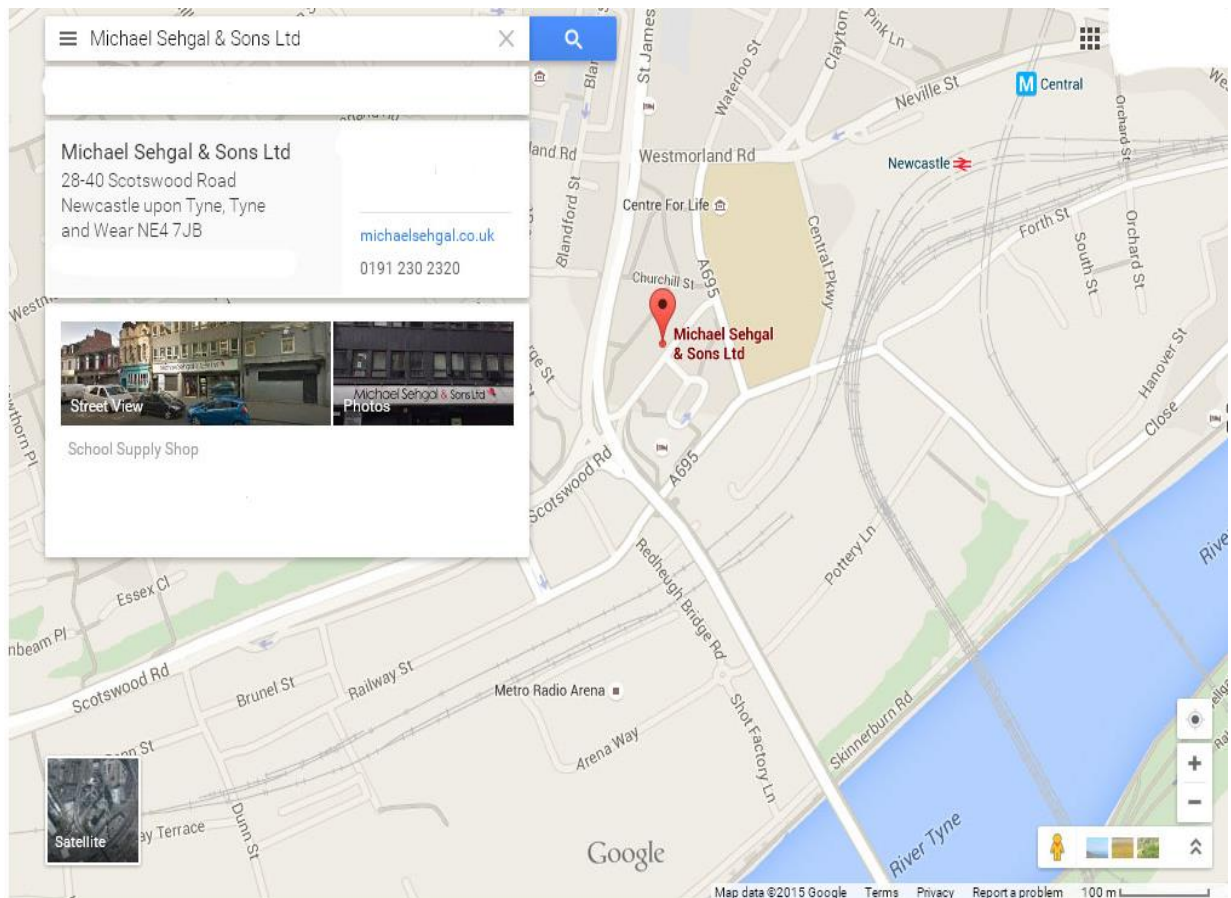 Michael Sehgal & Sons Ltd
Michael Sehgal & Sons Ltd
28-40 Scotswood Road
Newcastle upon Tyne, Tyne
and Wear NE4 7JB
michaelsehgal.co.uk
0191 230 2320
Michael Sehgal & Sons Ltd
Street View
Photos
School Supply Shop
St James
Waterloo St
Clayton
Pink Ln
Neville St
M Central
Orchard St
Westmorland Rd
Newcastle
Blandford St
Centre For Life
Central Pkwy
Forth St
South St
Orchard St
Churchill St
A695
Michael Sehgal
& Sons Ltd
Hanover St
Close
Scotswood Rd
A695
Redheugh Bridge Rd
Pottery Ln
Essex Cl
Scotswood Rd
Brunel St
Railway St
Metro Radio Arena
Arena Way
Shot Factory Ln
Skinnerburn Rd
Dunn St
Satellite
Google
River Tyne
Map data ©2015 Google Terms Privacy Report a problem 100 m